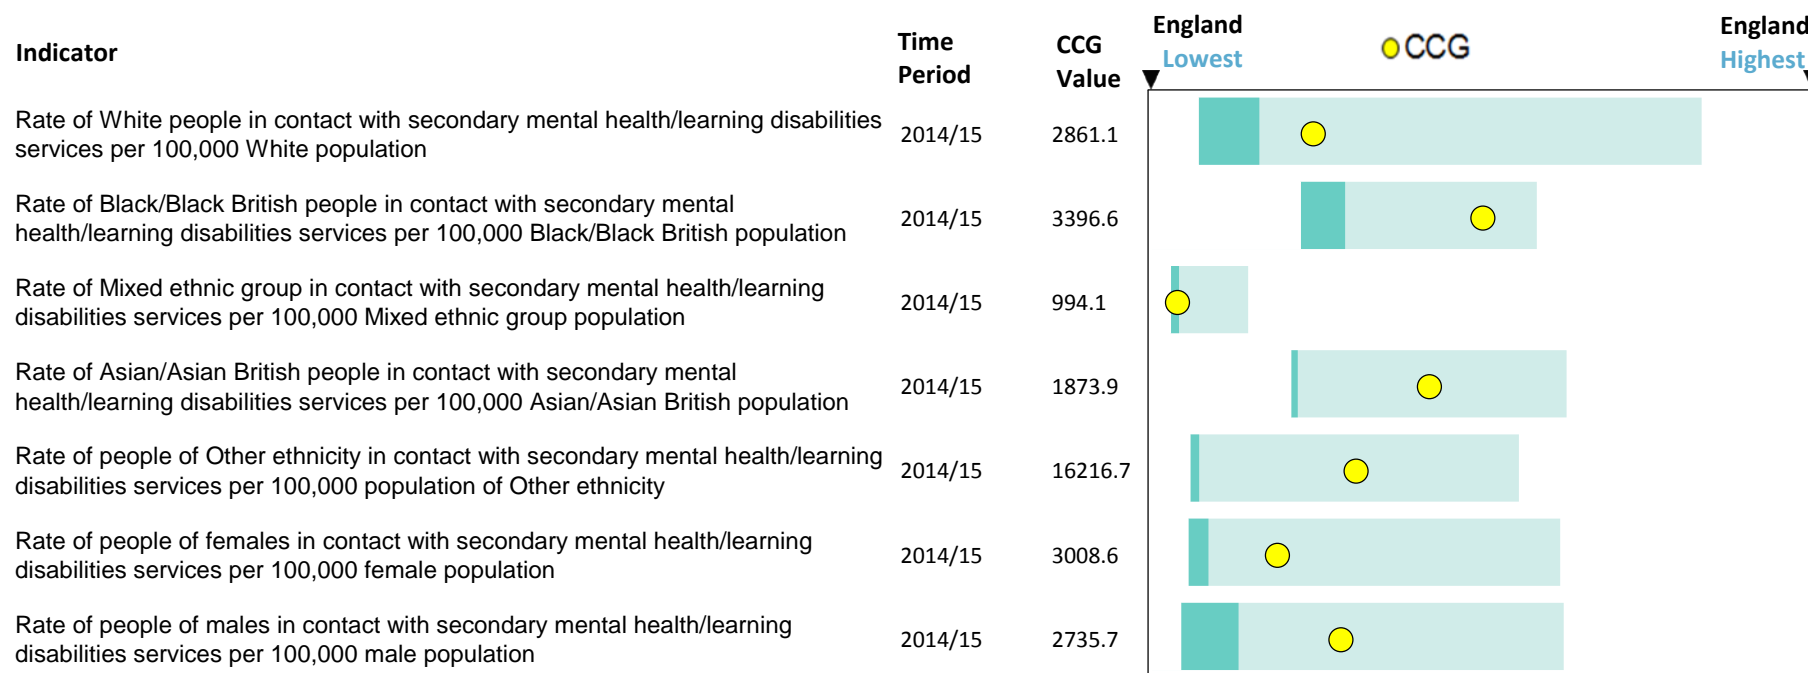 Indicator
Time
Period
CCG
Value
England
Lowest
CCG
England
Highest
Rate of White people in contact with secondary mental health/learning disabilities
services per 100,000 White population
2014/15
2861.1
Rate of Black/Black British people in contact with secondary mental
health/learning disabilities services per 100,000 Black/Black British population
2014/15
3396.6
Rate of Mixed ethnic group in contact with secondary mental health/learning
disabilities services per 100,000 Mixed ethnic group population
2014/15
994.1
Rate of Asian/Asian British people in contact with secondary mental
health/learning disabilities services per 100,000 Asian/Asian British population
2014/15
1873.9
Rate of people of Other ethnicity in contact with secondary mental health/learning
disabilities services per 100,000 population of Other ethnicity
2014/15
16216.7
Rate of people of females in contact with secondary mental health/learning
disabilities services per 100,000 female population
2014/15
3008.6
Rate of people of males in contact with secondary mental health/learning
disabilities services per 100,000 male population
2014/15
2735.7